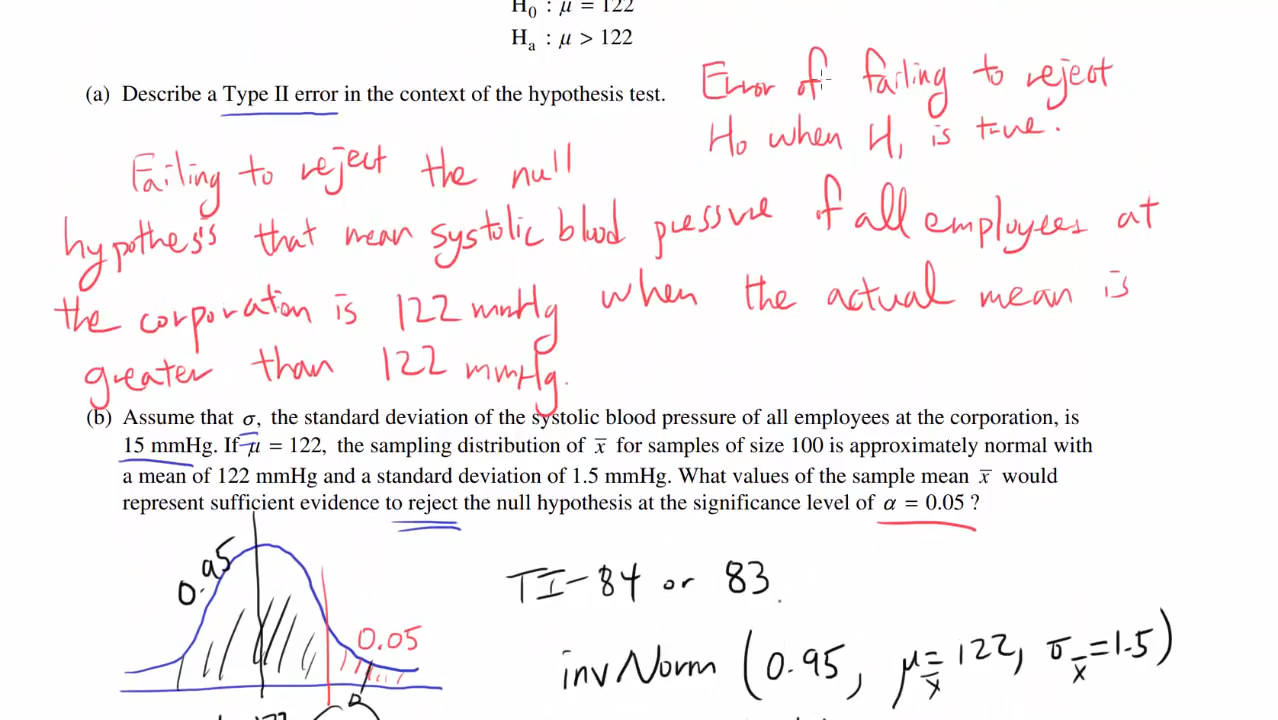 H₀ : μ = 122
Hₐ : μ > 122
(a) Describe a Type II error in the context of the hypothesis test.
Error of failing to reject
H₀ when H₁ is true.
Failing to reject the null
hypothesis that mean systolic blood pressure of all employees at
the corporation is 122 mmHg when the actual mean is
greater than 122 mmHg.
(b) Assume that σ, the standard deviation of the systolic blood pressure of all employees at the corporation, is
15 mmHg. If μ = 122, the sampling distribution of x̅ for samples of size 100 is approximately normal with
a mean of 122 mmHg and a standard deviation of 1.5 mmHg. What values of the sample mean x̅ would
represent sufficient evidence to reject the null hypothesis at the significance level of α = 0.05 ?
0.95
0.05
TI-84 or 83.
invNorm (0.95, μx̅ = 122, σx̅ = 1.5)